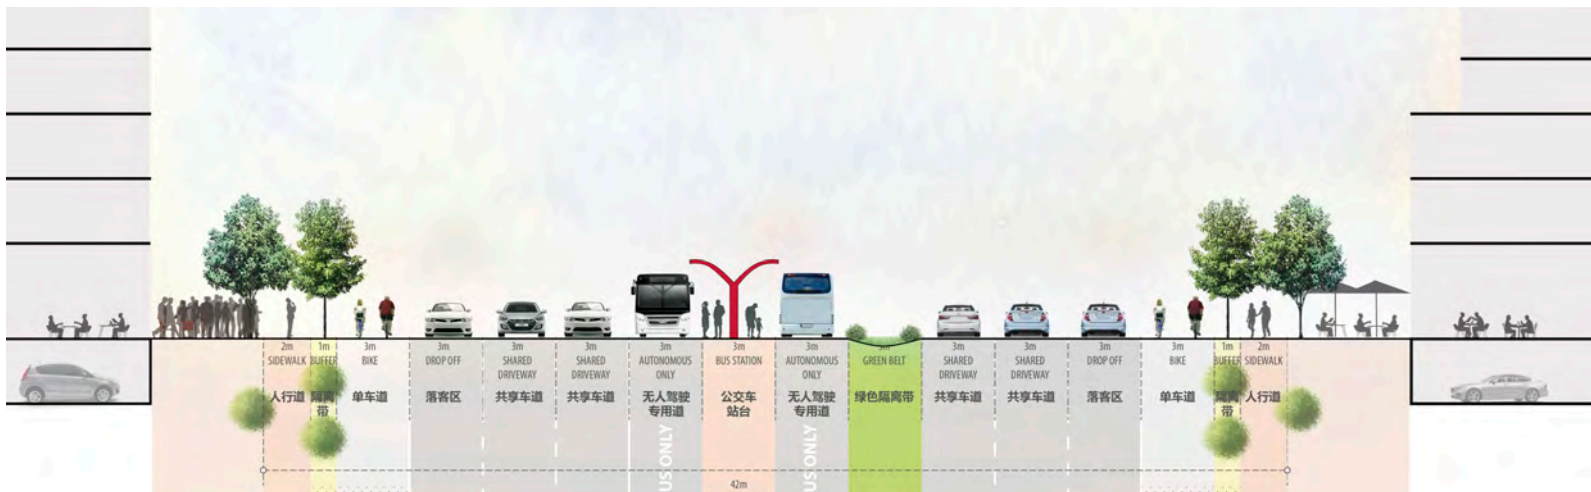 2m
SIDEWALK
人行道
1m
BUFFER
隔离
带
3m
BIKE
单车道
3m
DROP OFF
落客区
3m
SHARED
DRIVEWAY
共享车道
3m
SHARED
DRIVEWAY
共享车道
3m
AUTONOMOUS
ONLY
无人驾驶
专用道
US ONLY
3m
BUS STATION
公交车
站台
3m
AUTONOMOUS
ONLY
无人驾驶
专用道
US ONLY
3m
GREEN BELT
绿色隔离带
3m
SHARED
DRIVEWAY
共享车道
3m
SHARED
DRIVEWAY
共享车道
3m
DROP OFF
落客区
3m
BIKE
单车道
1m
BUFFER
隔离
带
2m
SIDEWALK
人行道
42m